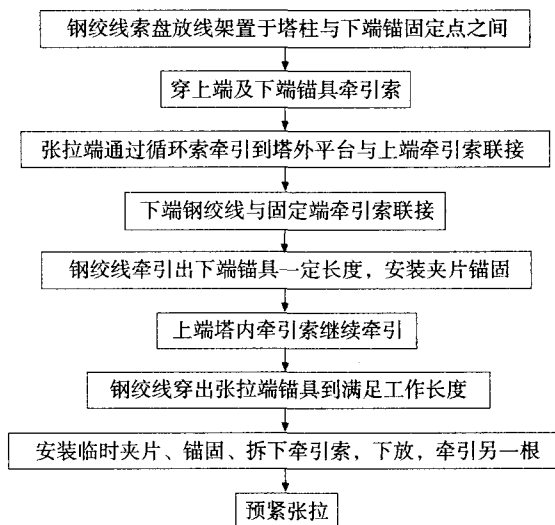 钢绞线索盘放线架置于塔柱与下端锚固定点之间
穿上端及下端锚具牵引索
张拉端通过循环索牵引到塔外平台与上端牵引索联接
下端钢绞线与固定端牵引索联接
钢绞线牵引出下端锚具一定长度，安装夹片锚固
上端塔内牵引索继续牵引
钢绞线穿出张拉端锚具到满足工作长度
安装临时夹片、锚固、拆下牵引索，下放，牵引另一根
预紧张拉